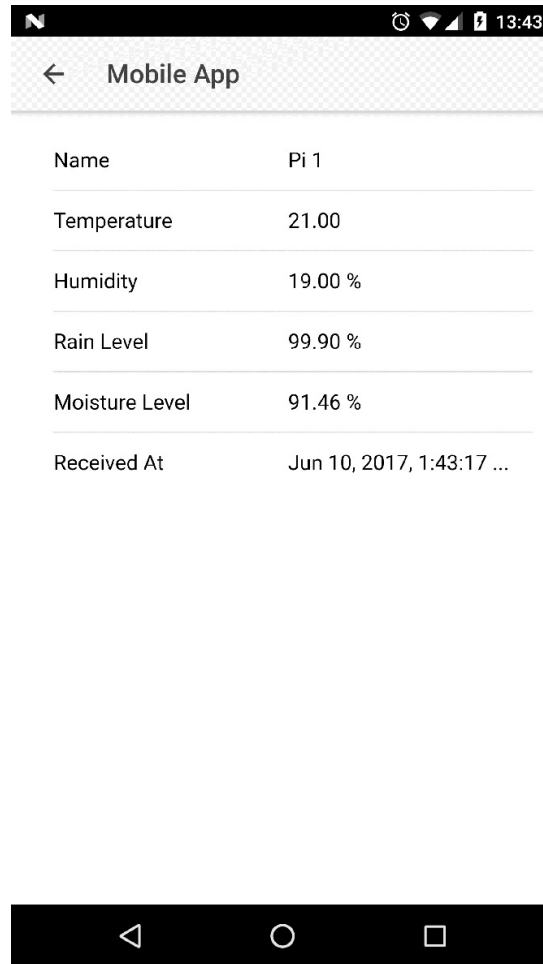 13:43
Mobile App
Name Pi 1
Temperature 21.00
Humidity 19.00 %
Rain Level 99.90 %
Moisture Level 91.46 %
Received At Jun 10, 2017, 1:43:17 ...